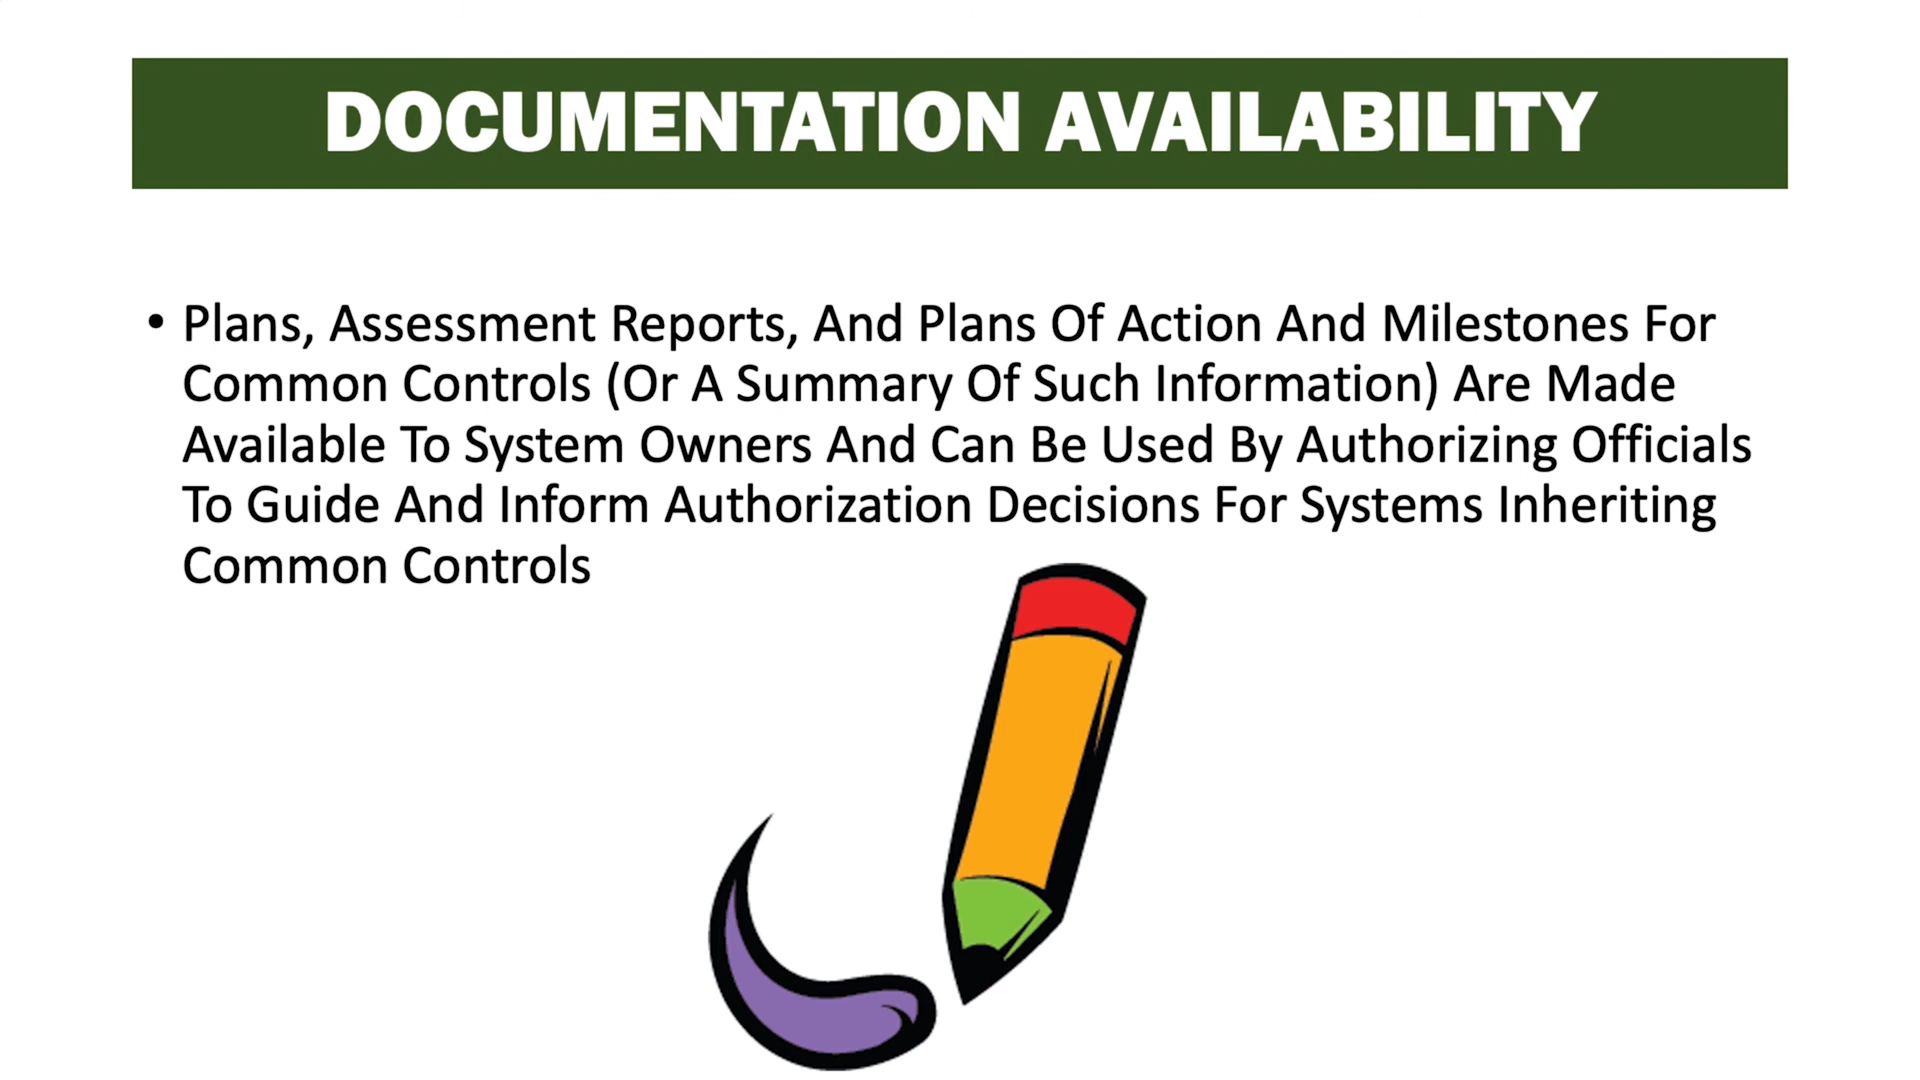 DOCUMENTATION AVAILABILITY
• Plans, Assessment Reports, And Plans Of Action And Milestones For
Common Controls (Or A Summary Of Such Information) Are Made
Available To System Owners And Can Be Used By Authorizing Officials
To Guide And Inform Authorization Decisions For Systems Inheriting
Common Controls